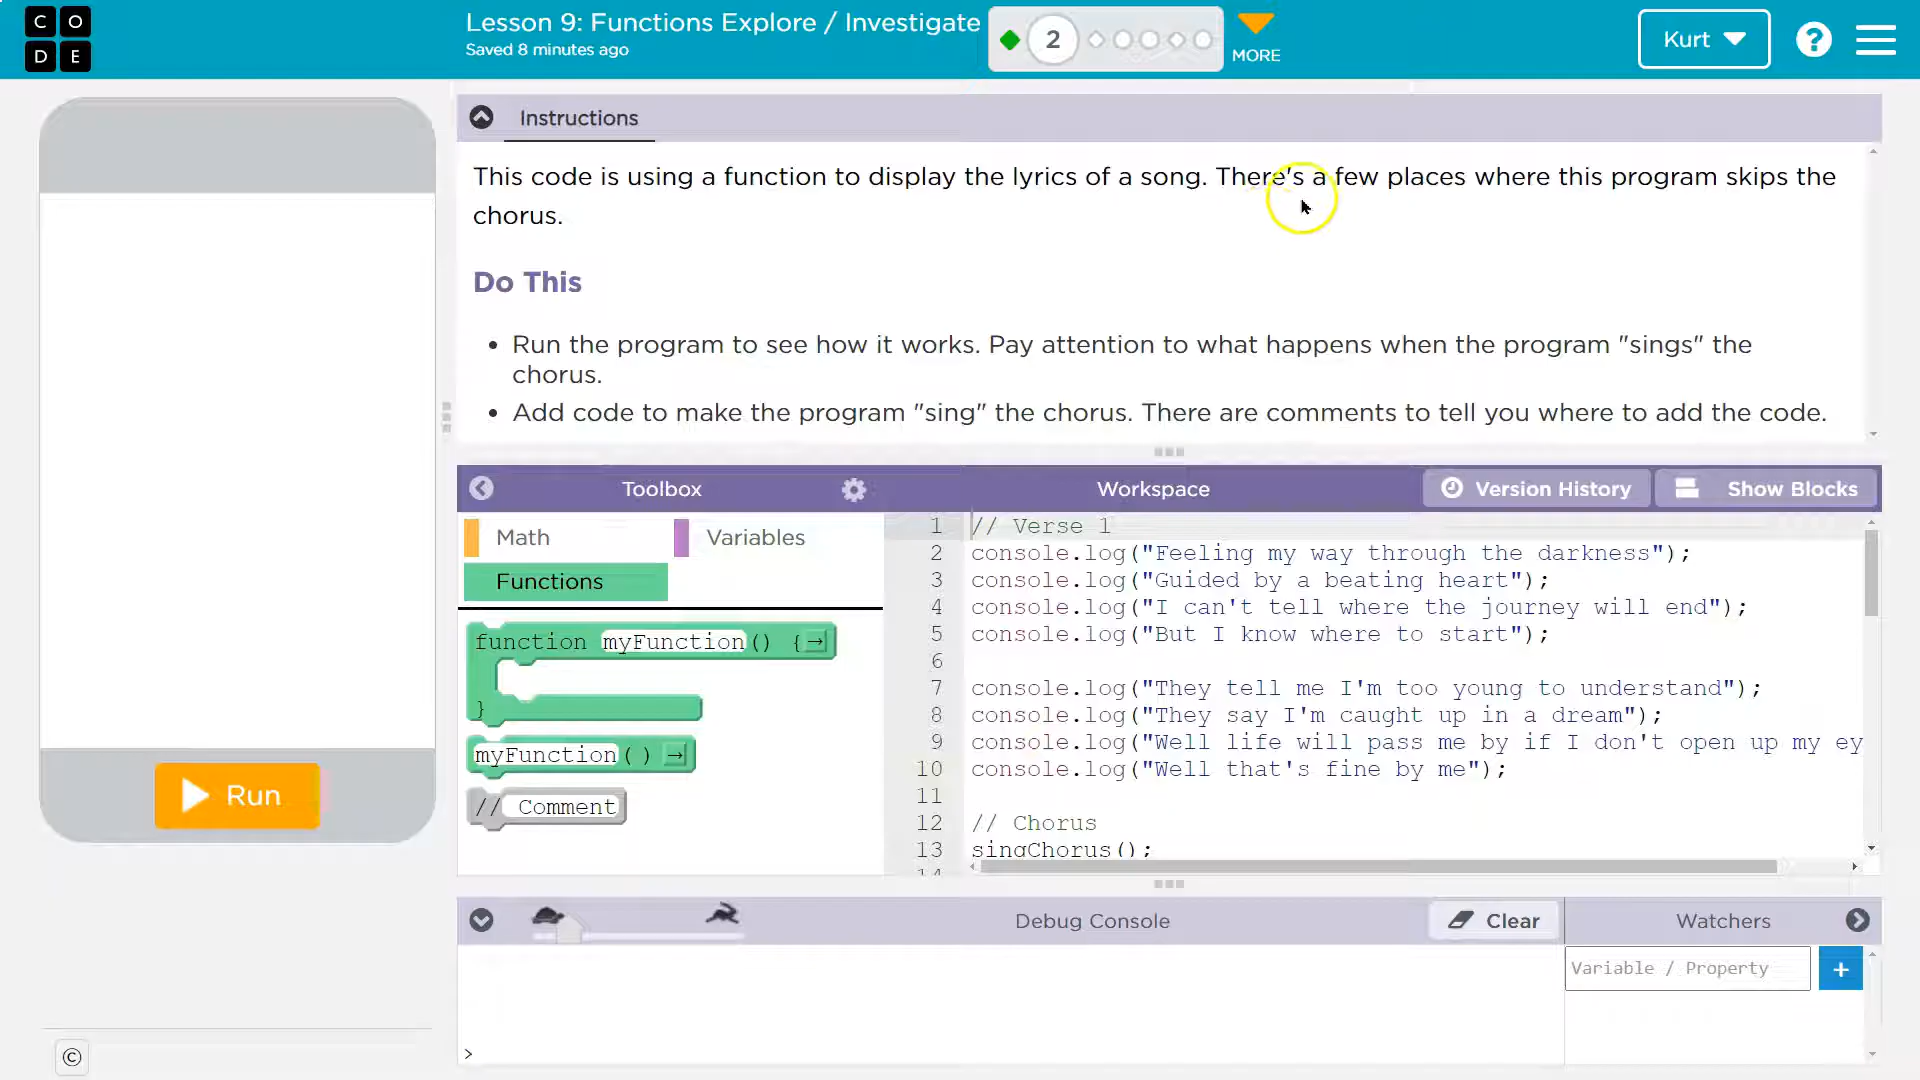 CO
DE
Lesson 9: Functions Explore / Investigate
Saved 8 minutes ago
2
MORE
Kurt
?
Instructions
This code is using a function to display the lyrics of a song. There's a few places where this program skips the
chorus.
Do This
• Run the program to see how it works. Pay attention to what happens when the program "sings" the
chorus.
• Add code to make the program "sing" the chorus. There are comments to tell you where to add the code.
Toolbox
Workspace
Version History
Show Blocks
Math
Variables
Functions
function myFunction() {→
}
myFunction() →
// Comment
1 // Verse 1
2 console.log("Feeling my way through the darkness");
3 console.log("Guided by a beating heart");
4 console.log("I can't tell where the journey will end");
5 console.log("But I know where to start");
6
7 console.log("They tell me I'm too young to understand");
8 console.log("They say I'm caught up in a dream");
9 console.log("Well life will pass me by if I don't open up my ey
10 console.log("Well that's fine by me");
11
12 // Chorus
13 singChorus();
14
Run
Debug Console
Clear
Watchers
Variable / Property
+
>
©